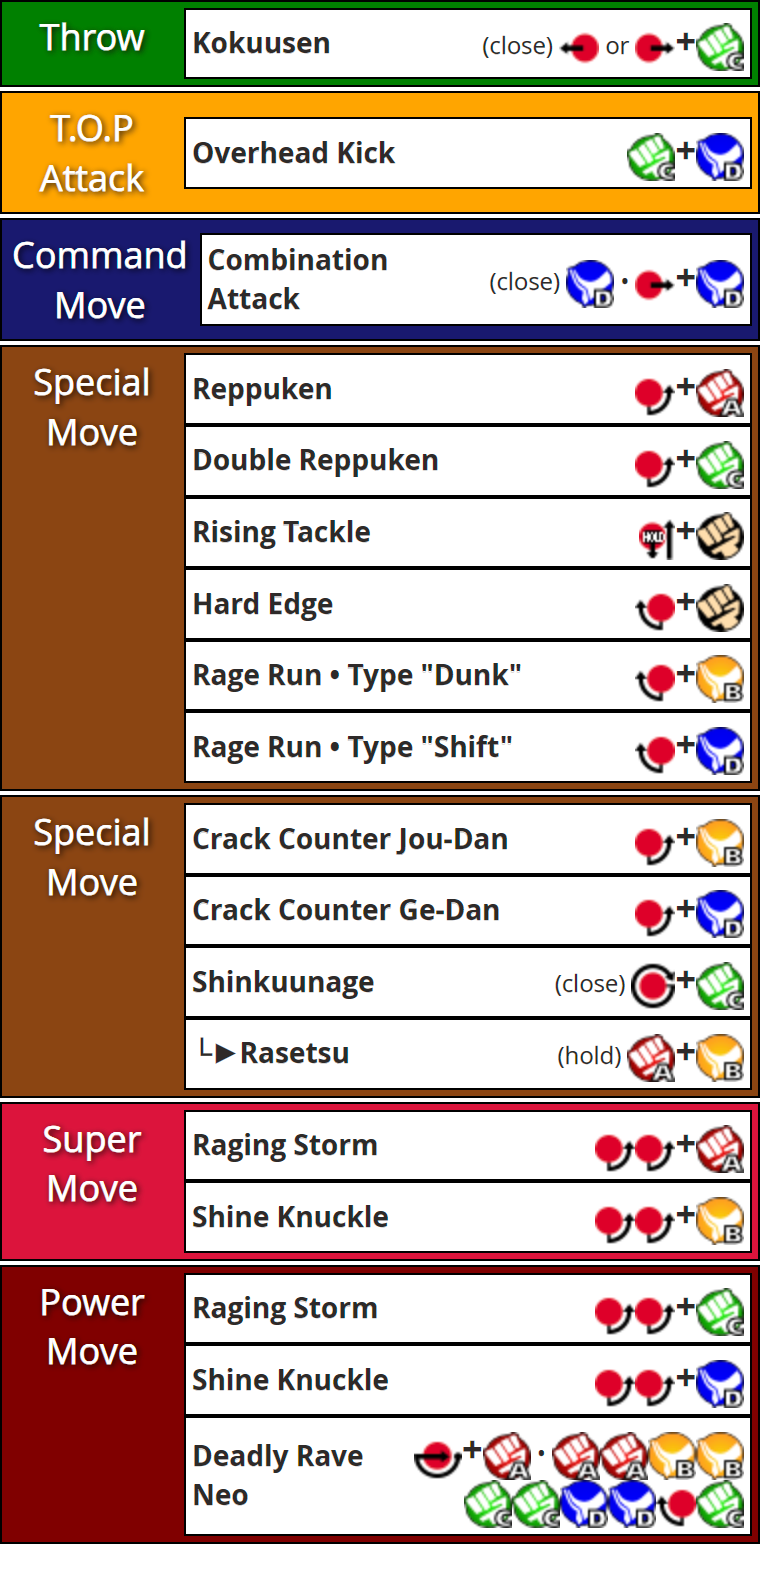 Throw
Kokuusen (close) or + C
T.O.P
Attack
Overhead Kick C + D
Command
Move
Combination
Attack
(close) D • + D
Special
Move
Reppuken + A
Double Reppuken + C
Rising Tackle HOLD +
Hard Edge +
Rage Run • Type "Dunk" + B
Rage Run • Type "Shift" + D
Special
Move
Crack Counter Jou-Dan + B
Crack Counter Ge-Dan + D
Shinkuunage (close) + C
└► Rasetsu (hold) A + B
Super
Move
Raging Storm + A
Shine Knuckle + B
Power
Move
Raging Storm + C
Shine Knuckle + D
Deadly Rave
Neo
+ A • A A B B
C C D D C